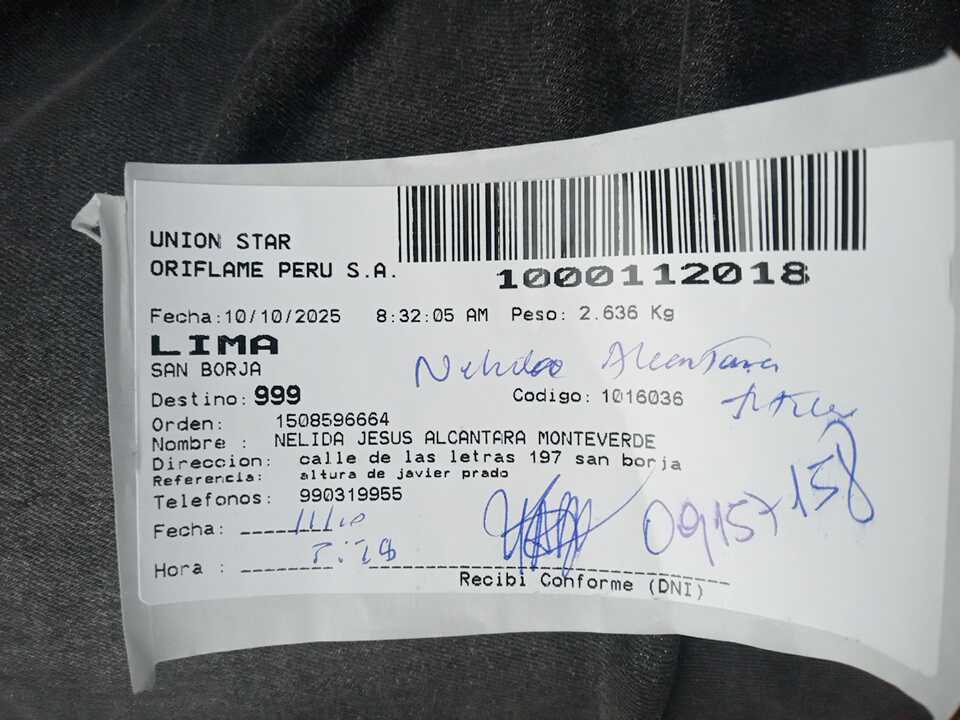 UNION STAR
ORIFLAME PERU S.A.
1000112018
Fecha:10/10/2025 8:32:05 AM Peso: 2.636 Kg
LIMA
SAN BORJA
Nelida Alcantara
Destino: 999 Codigo: 1016036
Orden: 1508596664
Nombre : NELIDA JESUS ALCANTARA MONTEVERDE
Direccion: calle de las letras 197 san borja
Referencia: altura de javier prado
Telefonos: 990319955
09157158
Fecha: 11/10
Hora :
Recibi Conforme (DNI)